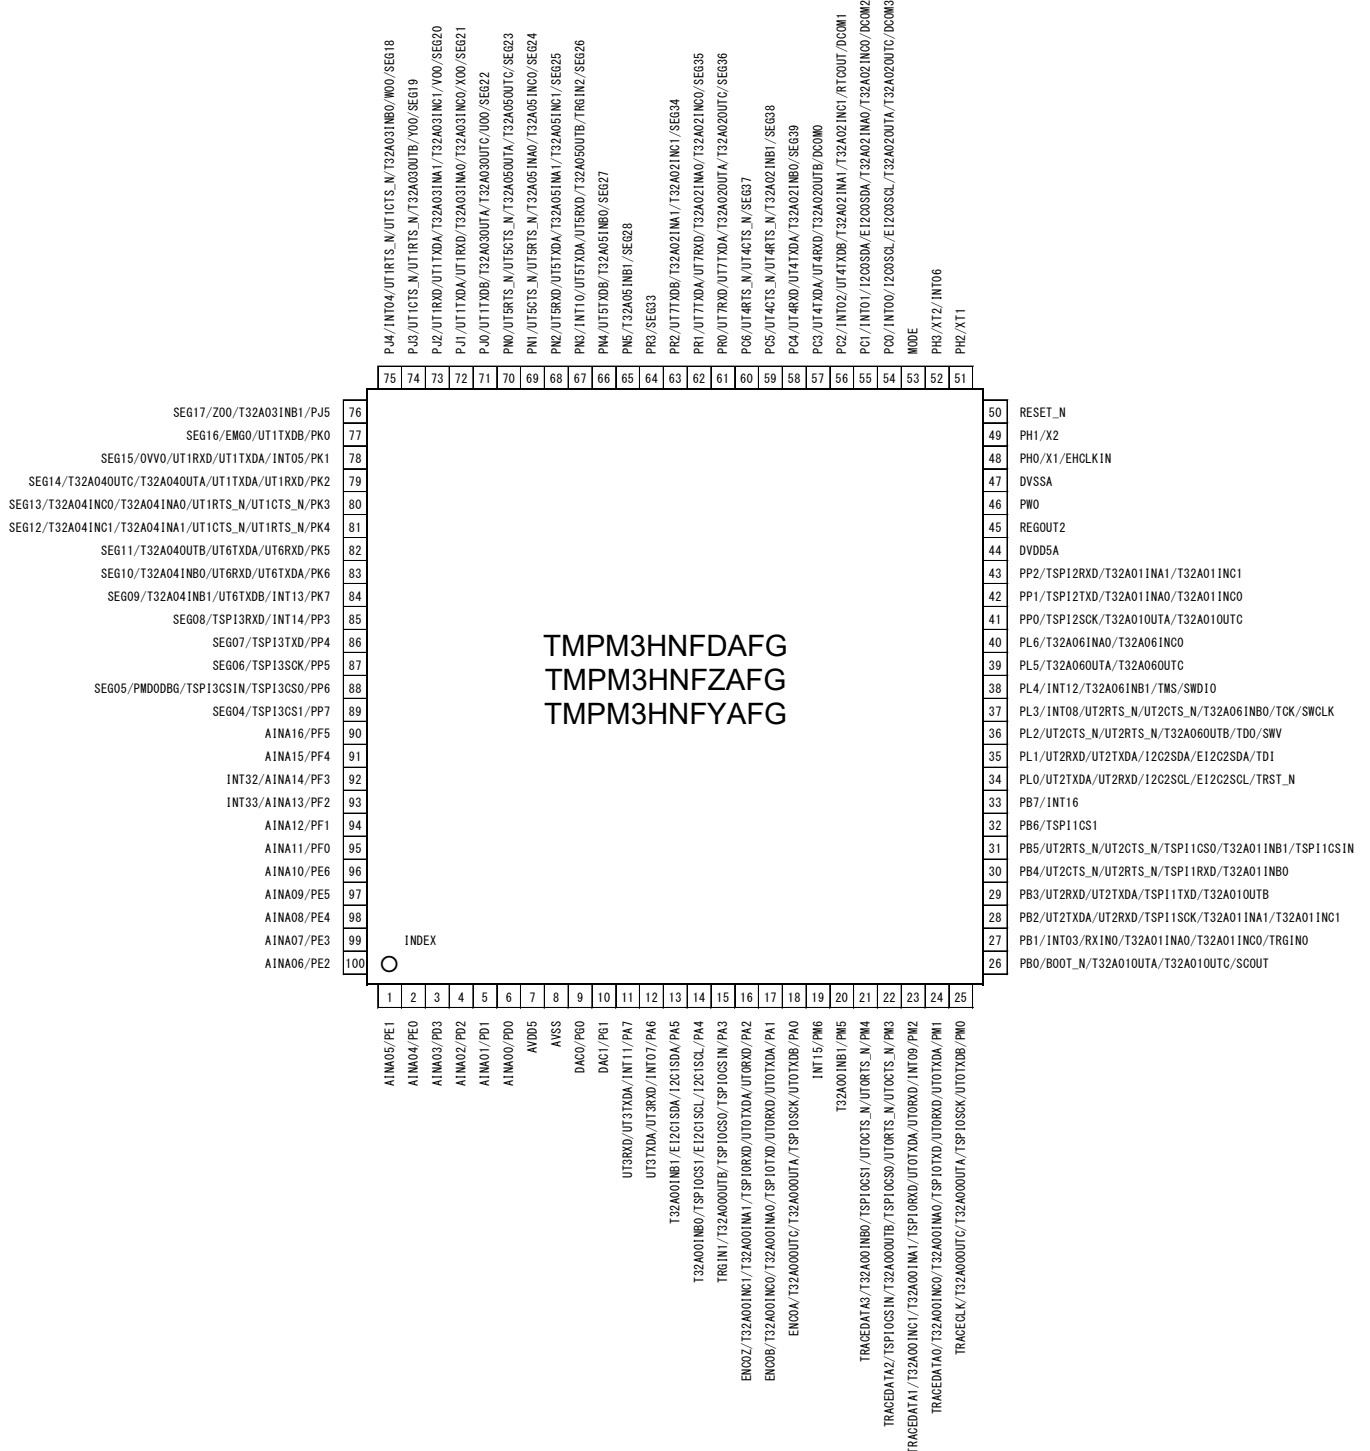 PJ4/INT04/UT1RTS_N/UT1CTS_N/T32A03INB0/WO0/SEG18
PJ3/UT1CTS_N/UT1RTS_N/T32A03OUTB/YO0/SEG19
PJ2/UT1RXD/UT1TXDA/T32A03INA1/T32A03INC1/VO0/SEG20
PJ1/UT1TXDA/UT1RXD/T32A03INA0/T32A03INC0/XO0/SEG21
PJ0/UT1TXDB/T32A03OUTA/T32A03OUTC/UO0/SEG22
PN0/UT5RTS_N/UT5CTS_N/T32A05OUTA/T32A05OUTC/SEG23
PN1/UT5CTS_N/UT5RTS_N/T32A05INA0/T32A05INC0/SEG24
PN2/UT5RXD/UT5TXDA/T32A05INA1/T32A05INC1/SEG25
PN3/INT10/UT5TXDA/UT5RXD/T32A05OUTB/TRGIN2/SEG26
PN4/UT5TXDB/T32A05INB0/SEG27
PN5/T32A05INB1/SEG28
PR3/SEG33
PR2/UT7TXDB/T32A02INA1/T32A02INC1/SEG34
PR1/UT7TXDA/UT7RXD/T32A02INA0/T32A02INC0/SEG35
PR0/UT7RXD/UT7TXDA/T32A02OUTA/T32A02OUTC/SEG36
PC6/UT4RTS_N/UT4CTS_N/SEG37
PC5/UT4CTS_N/UT4RTS_N/T32A02INB1/SEG38
PC4/UT4RXD/UT4TXDA/T32A02INB0/SEG39
PC3/UT4TXDA/UT4RXD/T32A02OUTB/DCOM0
PC2/INT02/UT4TXDB/T32A02INA1/T32A02INC1/RTCOUT/DCOM1
PC1/INT01/I2C0SDA/EI2C0SDA/T32A02INA0/T32A02INC0/DCOM2
PC0/INT00/I2C0SCL/EI2C0SCL/T32A02OUTA/T32A02OUTC/DCOM3
MODE
PH3/XT2/INT06
PH2/XT1
75 74 73 72 71 70 69 68 67 66 65 64 63 62 61 60 59 58 57 56 55 54 53 52 51
SEG17/ZO0/T32A03INB1/PJ5 76
SEG16/EMG0/UT1TXDB/PK0 77
SEG15/OVV0/UT1RXD/UT1TXDA/INT05/PK1 78
SEG14/T32A04OUTC/T32A04OUTA/UT1TXDA/UT1RXD/PK2 79
SEG13/T32A04INC0/T32A04INA0/UT1RTS_N/UT1CTS_N/PK3 80
SEG12/T32A04INC1/T32A04INA1/UT1CTS_N/UT1RTS_N/PK4 81
SEG11/T32A04OUTB/UT6TXDA/UT6RXD/PK5 82
SEG10/T32A04INB0/UT6RXD/UT6TXDA/PK6 83
SEG09/T32A04INB1/UT6TXDB/INT13/PK7 84
SEG08/TSPI3RXD/INT14/PP3 85
SEG07/TSPI3TXD/PP4 86
SEG06/TSPI3SCK/PP5 87
SEG05/PMD0DBG/TSPI3CSIN/TSPI3CS0/PP6 88
SEG04/TSPI3CS1/PP7 89
AINA16/PF5 90
AINA15/PF4 91
INT32/AINA14/PF3 92
INT33/AINA13/PF2 93
AINA12/PF1 94
AINA11/PF0 95
AINA10/PE6 96
AINA09/PE5 97
AINA08/PE4 98
AINA07/PE3 99
AINA06/PE2 100
TMPM3HNFDAFG
TMPM3HNFZAFG
TMPM3HNFYAFG
INDEX
50 RESET_N
49 PH1/X2
48 PH0/X1/EHCLKIN
47 DVSSA
46 PW0
45 REGOUT2
44 DVDD5A
43 PP2/TSPI2RXD/T32A01INA1/T32A01INC1
42 PP1/TSPI2TXD/T32A01INA0/T32A01INC0
41 PP0/TSPI2SCK/T32A01OUTA/T32A01OUTC
40 PL6/T32A06INA0/T32A06INC0
39 PL5/T32A06OUTA/T32A06OUTC
38 PL4/INT12/T32A06INB1/TMS/SWDIO
37 PL3/INT08/UT2RTS_N/UT2CTS_N/T32A06INB0/TCK/SWCLK
36 PL2/UT2CTS_N/UT2RTS_N/T32A06OUTB/TDO/SWV
35 PL1/UT2RXD/UT2TXDA/I2C2SDA/EI2C2SDA/TDI
34 PL0/UT2TXDA/UT2RXD/I2C2SCL/EI2C2SCL/TRST_N
33 PB7/INT16
32 PB6/TSPI1CS1
31 PB5/UT2RTS_N/UT2CTS_N/TSPI1CS0/T32A01INB1/TSPI1CSIN
30 PB4/UT2CTS_N/UT2RTS_N/TSPI1RXD/T32A01INB0
29 PB3/UT2RXD/UT2TXDA/TSPI1TXD/T32A01OUTB
28 PB2/UT2TXDA/UT2RXD/TSPI1SCK/T32A01INA1/T32A01INC1
27 PB1/INT03/RXIN0/T32A01INA0/T32A01INC0/TRGIN0
26 PB0/BOOT_N/T32A01OUTA/T32A01OUTC/SCOUT
1 2 3 4 5 6 7 8 9 10 11 12 13 14 15 16 17 18 19 20 21 22 23 24 25
AINA05/PE1
AINA04/PE0
AINA03/PD3
AINA02/PD2
AINA01/PD1
AINA00/PD0
AVDD5
AVSS
DAC0/PG0
DAC1/PG1
UT3RXD/UT3TXDA/INT11/PA7
UT3TXDA/UT3RXD/INT07/PA6
T32A00INB1/EI2C1SDA/I2C1SDA/PA5
T32A00INB0/TSPI0CS1/EI2C1SCL/I2C1SCL/PA4
TRGIN1/T32A00OUTB/TSPI0CS0/TSPI0CSIN/PA3
ENC0Z/T32A00INC1/T32A00INA1/TSPI0RXD/UT0TXDA/UT0RXD/PA2
ENC0B/T32A00INC0/T32A00INA0/TSPI0TXD/UT0RXD/UT0TXDA/PA1
ENC0A/T32A00OUTC/T32A00OUTA/TSPI0SCK/UT0TXDB/PA0
INT15/PM6
T32A00INB1/PM5
TRACEDATA3/T32A00INB0/TSPI0CS1/UT0CTS_N/UT0RTS_N/PM4
TRACEDATA2/TSPI0CSIN/T32A00OUTB/TSPI0CS0/UT0RTS_N/UT0CTS_N/PM3
TRACEDATA1/T32A00INC1/T32A00INA1/TSPI0RXD/UT0TXDA/UT0RXD/INT09/PM2
TRACEDATA0/T32A00INC0/T32A00INA0/TSPI0TXD/UT0RXD/UT0TXDA/PM1
TRACECLK/T32A00OUTC/T32A00OUTA/TSPI0SCK/UT0TXDB/PM0